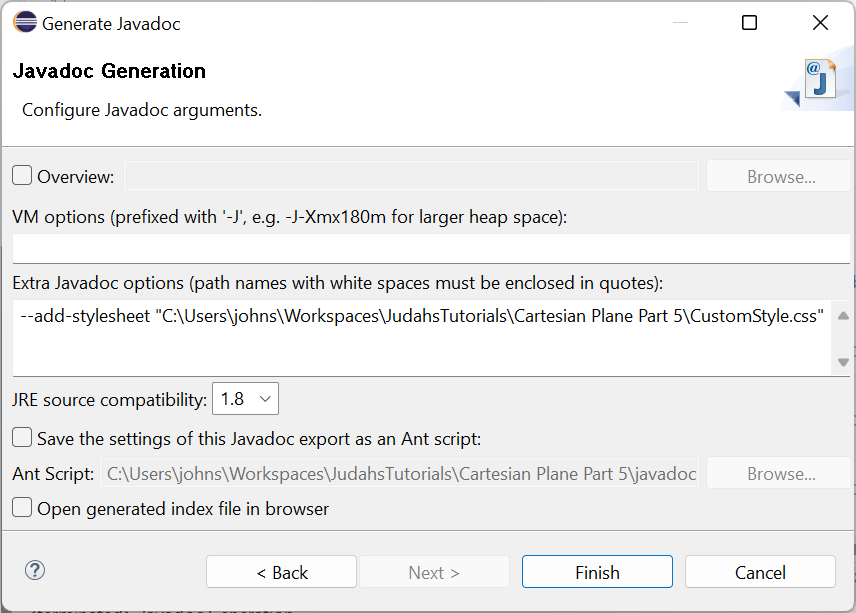 Generate Javadoc
Javadoc Generation
Configure Javadoc arguments.
@
J
Overview:
Browse...
VM options (prefixed with '-J', e.g. -J-Xmx180m for larger heap space):
Extra Javadoc options (path names with white spaces must be enclosed in quotes):
--add-stylesheet "C:\Users\johns\Workspaces\JudahsTutorials\Cartesian Plane Part 5\CustomStyle.css"
JRE source compatibility: 1.8
Save the settings of this Javadoc export as an Ant script:
Ant Script: C:\Users\johns\Workspaces\JudahsTutorials\Cartesian Plane Part 5\javadoc Browse...
Open generated index file in browser
? < Back Next > Finish Cancel